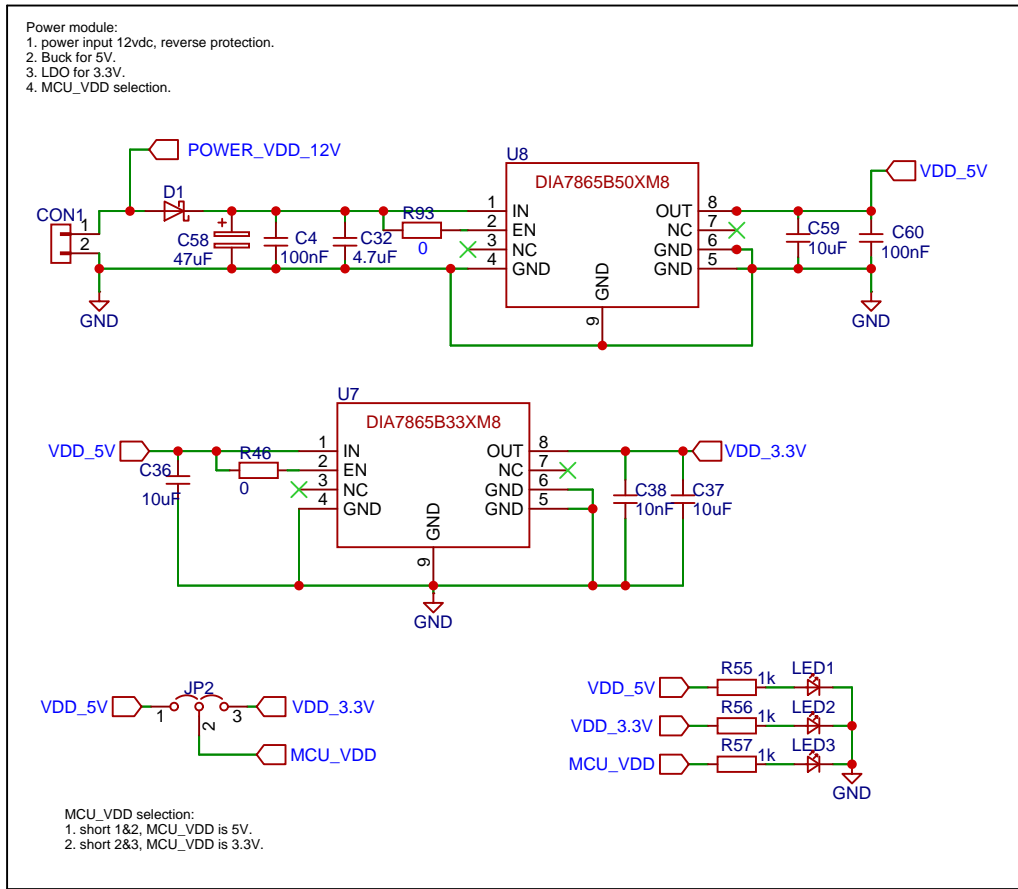 Power module:
1. power input 12vdc, reverse protection.
2. Buck for 5V.
3. LDO for 3.3V.
4. MCU_VDD selection.
POWER_VDD_12V
U8
DIA7865B50XM8
VDD_5V
CON1
1
2
D1
+
C58
47uF
C4
100nF
C32
4.7uF
R93
0
1
2
3
4
IN
EN
NC
GND
GND
9
OUT
NC
GND
GND
8
7
6
5
C59
10uF
C60
100nF
GND
GND
U7
DIA7865B33XM8
VDD_5V
C36
10uF
R46
0
1
2
3
4
IN
EN
NC
GND
GND
9
OUT
NC
GND
GND
8
7
6
5
C38
10nF
C37
10uF
VDD_3.3V
GND
JP2
VDD_5V
1
2
3
VDD_3.3V
MCU_VDD
R55
1k
LED1
VDD_5V
R56
1k
LED2
VDD_3.3V
R57
1k
LED3
MCU_VDD
GND
MCU_VDD selection:
1. short 1&2, MCU_VDD is 5V.
2. short 2&3, MCU_VDD is 3.3V.